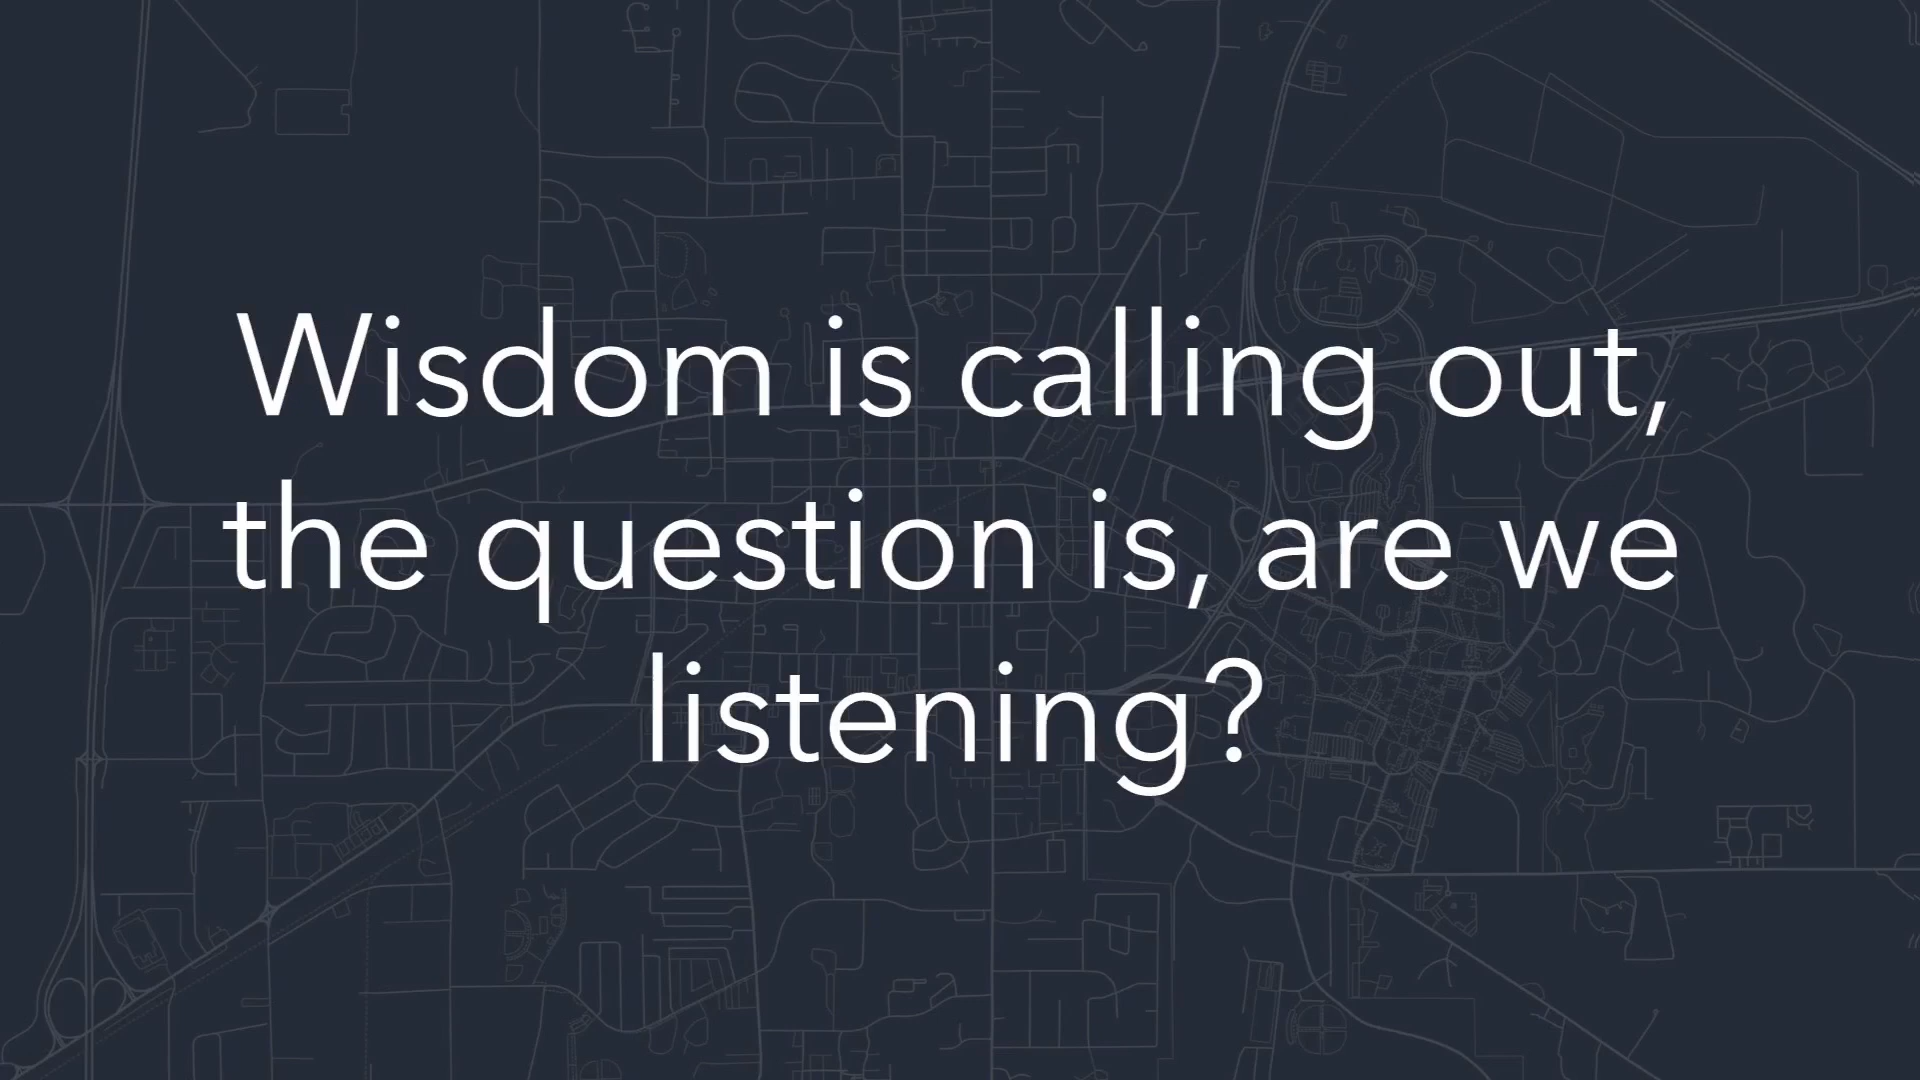 Wisdom is calling out,
the question is, are we
listening?